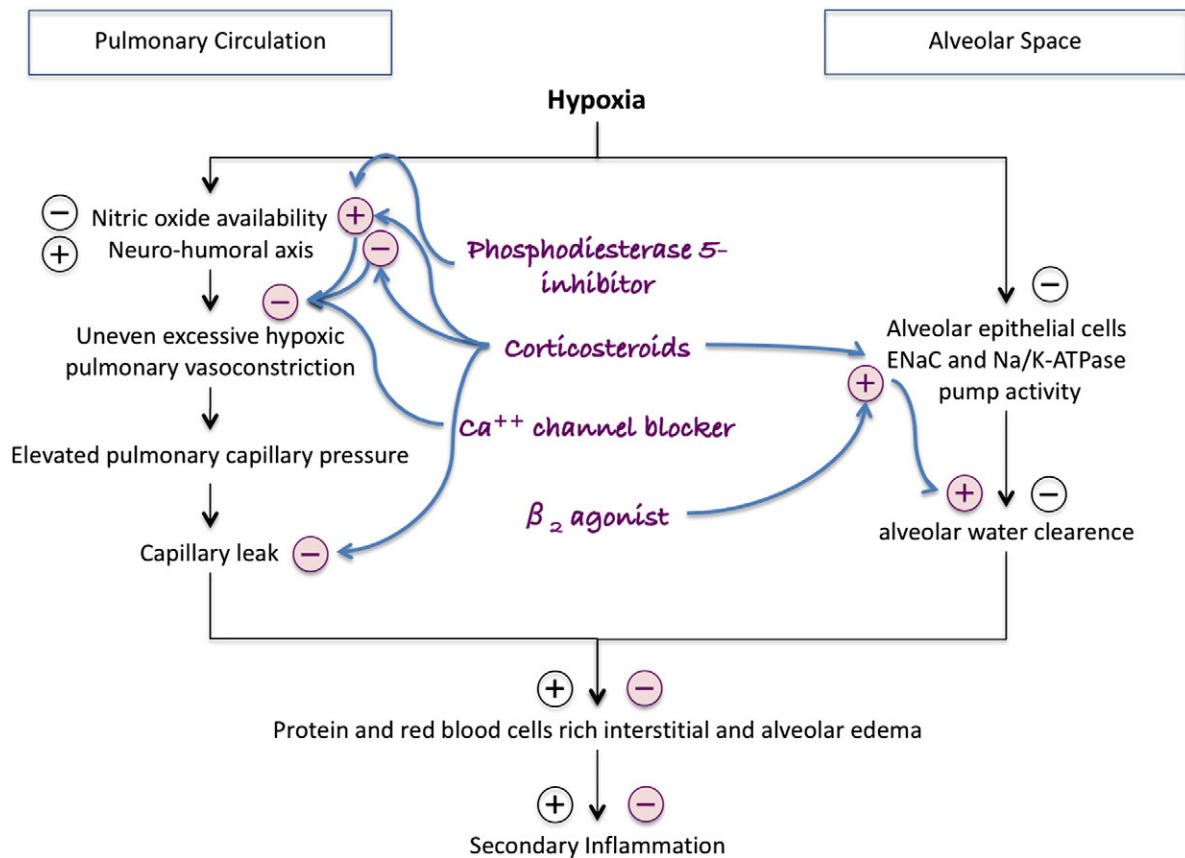 Pulmonary Circulation
Alveolar Space
Hypoxia
− Nitric oxide availability +
+ Neuro-humoral axis −
Phosphodiesterase 5-
inhibitor
−
−
Uneven excessive hypoxic
pulmonary vasoconstriction
Corticosteroids
Alveolar epithelial cells
ENaC and Na/K-ATPase
pump activity
+
Ca⁺⁺ channel blocker
Elevated pulmonary capillary pressure
β₂ agonist
+ −
alveolar water clearence
Capillary leak −
+ −
Protein and red blood cells rich interstitial and alveolar edema
+ −
Secondary Inflammation